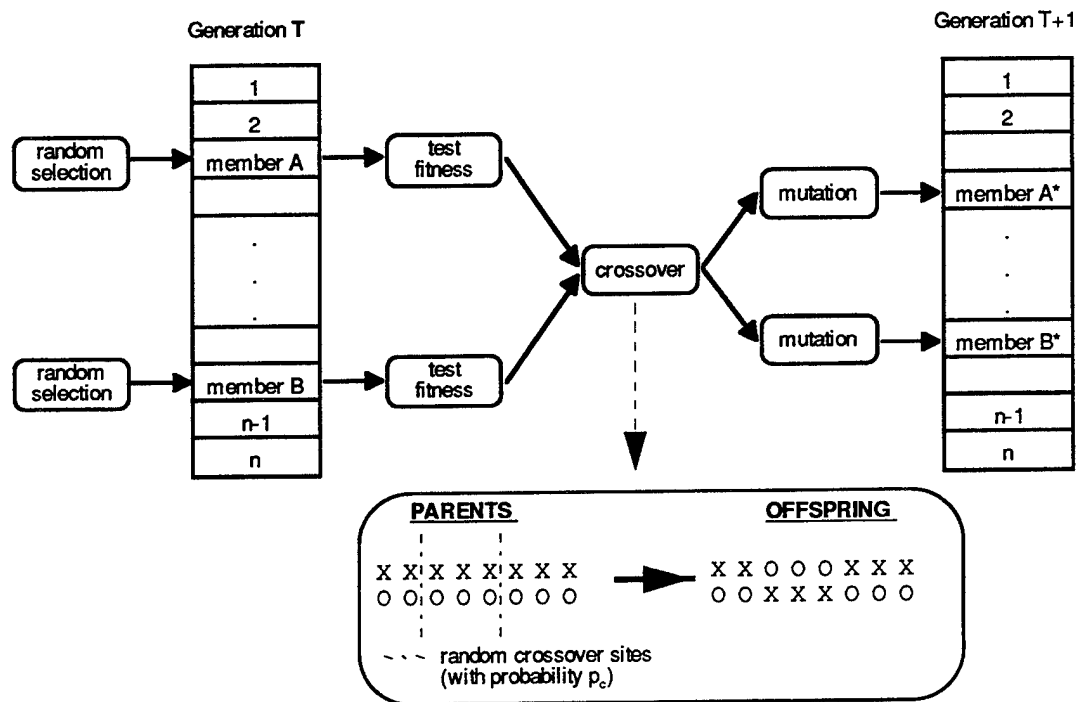 Generation T
Generation T+1
1
2
random
selection
member A
test
fitness
.
.
.
random
selection
member B
test
fitness
n-1
n
crossover
mutation
mutation
1
2
member A*
.
.
.
member B*
n-1
n
PARENTS
X X X X X X X X
O O O O O O O O
OFFSPRING
X X O O O X X X
O O X X X O O O
random crossover sites
(with probability pc)